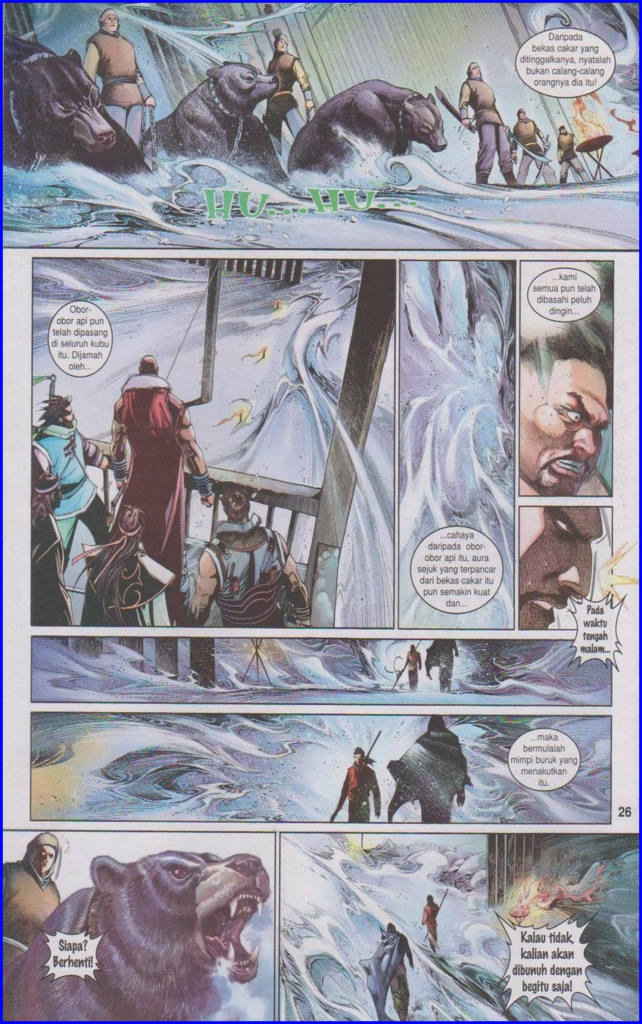 Daripada
bekas cakar yang
ditinggalkanya, nyatalah
bukan calang-calang
orangnya dia itu!
HU...HU...
Obor-
obor api pun
telah dipasang
di seluruh kubu
itu. Dijamah
oleh...
...cahaya
daripada obor-
obor api itu, aura
sejuk yang terpancar
dari bekas cakar itu
pun semakin kuat
dan...
...kami
semua pun telah
dibasahi peluh
dingin...
Pada
waktu
tengah
malam...
...maka
bermulalah
mimpi buruk yang
menakutkan
itu.
26
Siapa?
Berhenti!
Kalau tidak,
kalian akan
dibunuh dengan
begitu saja!